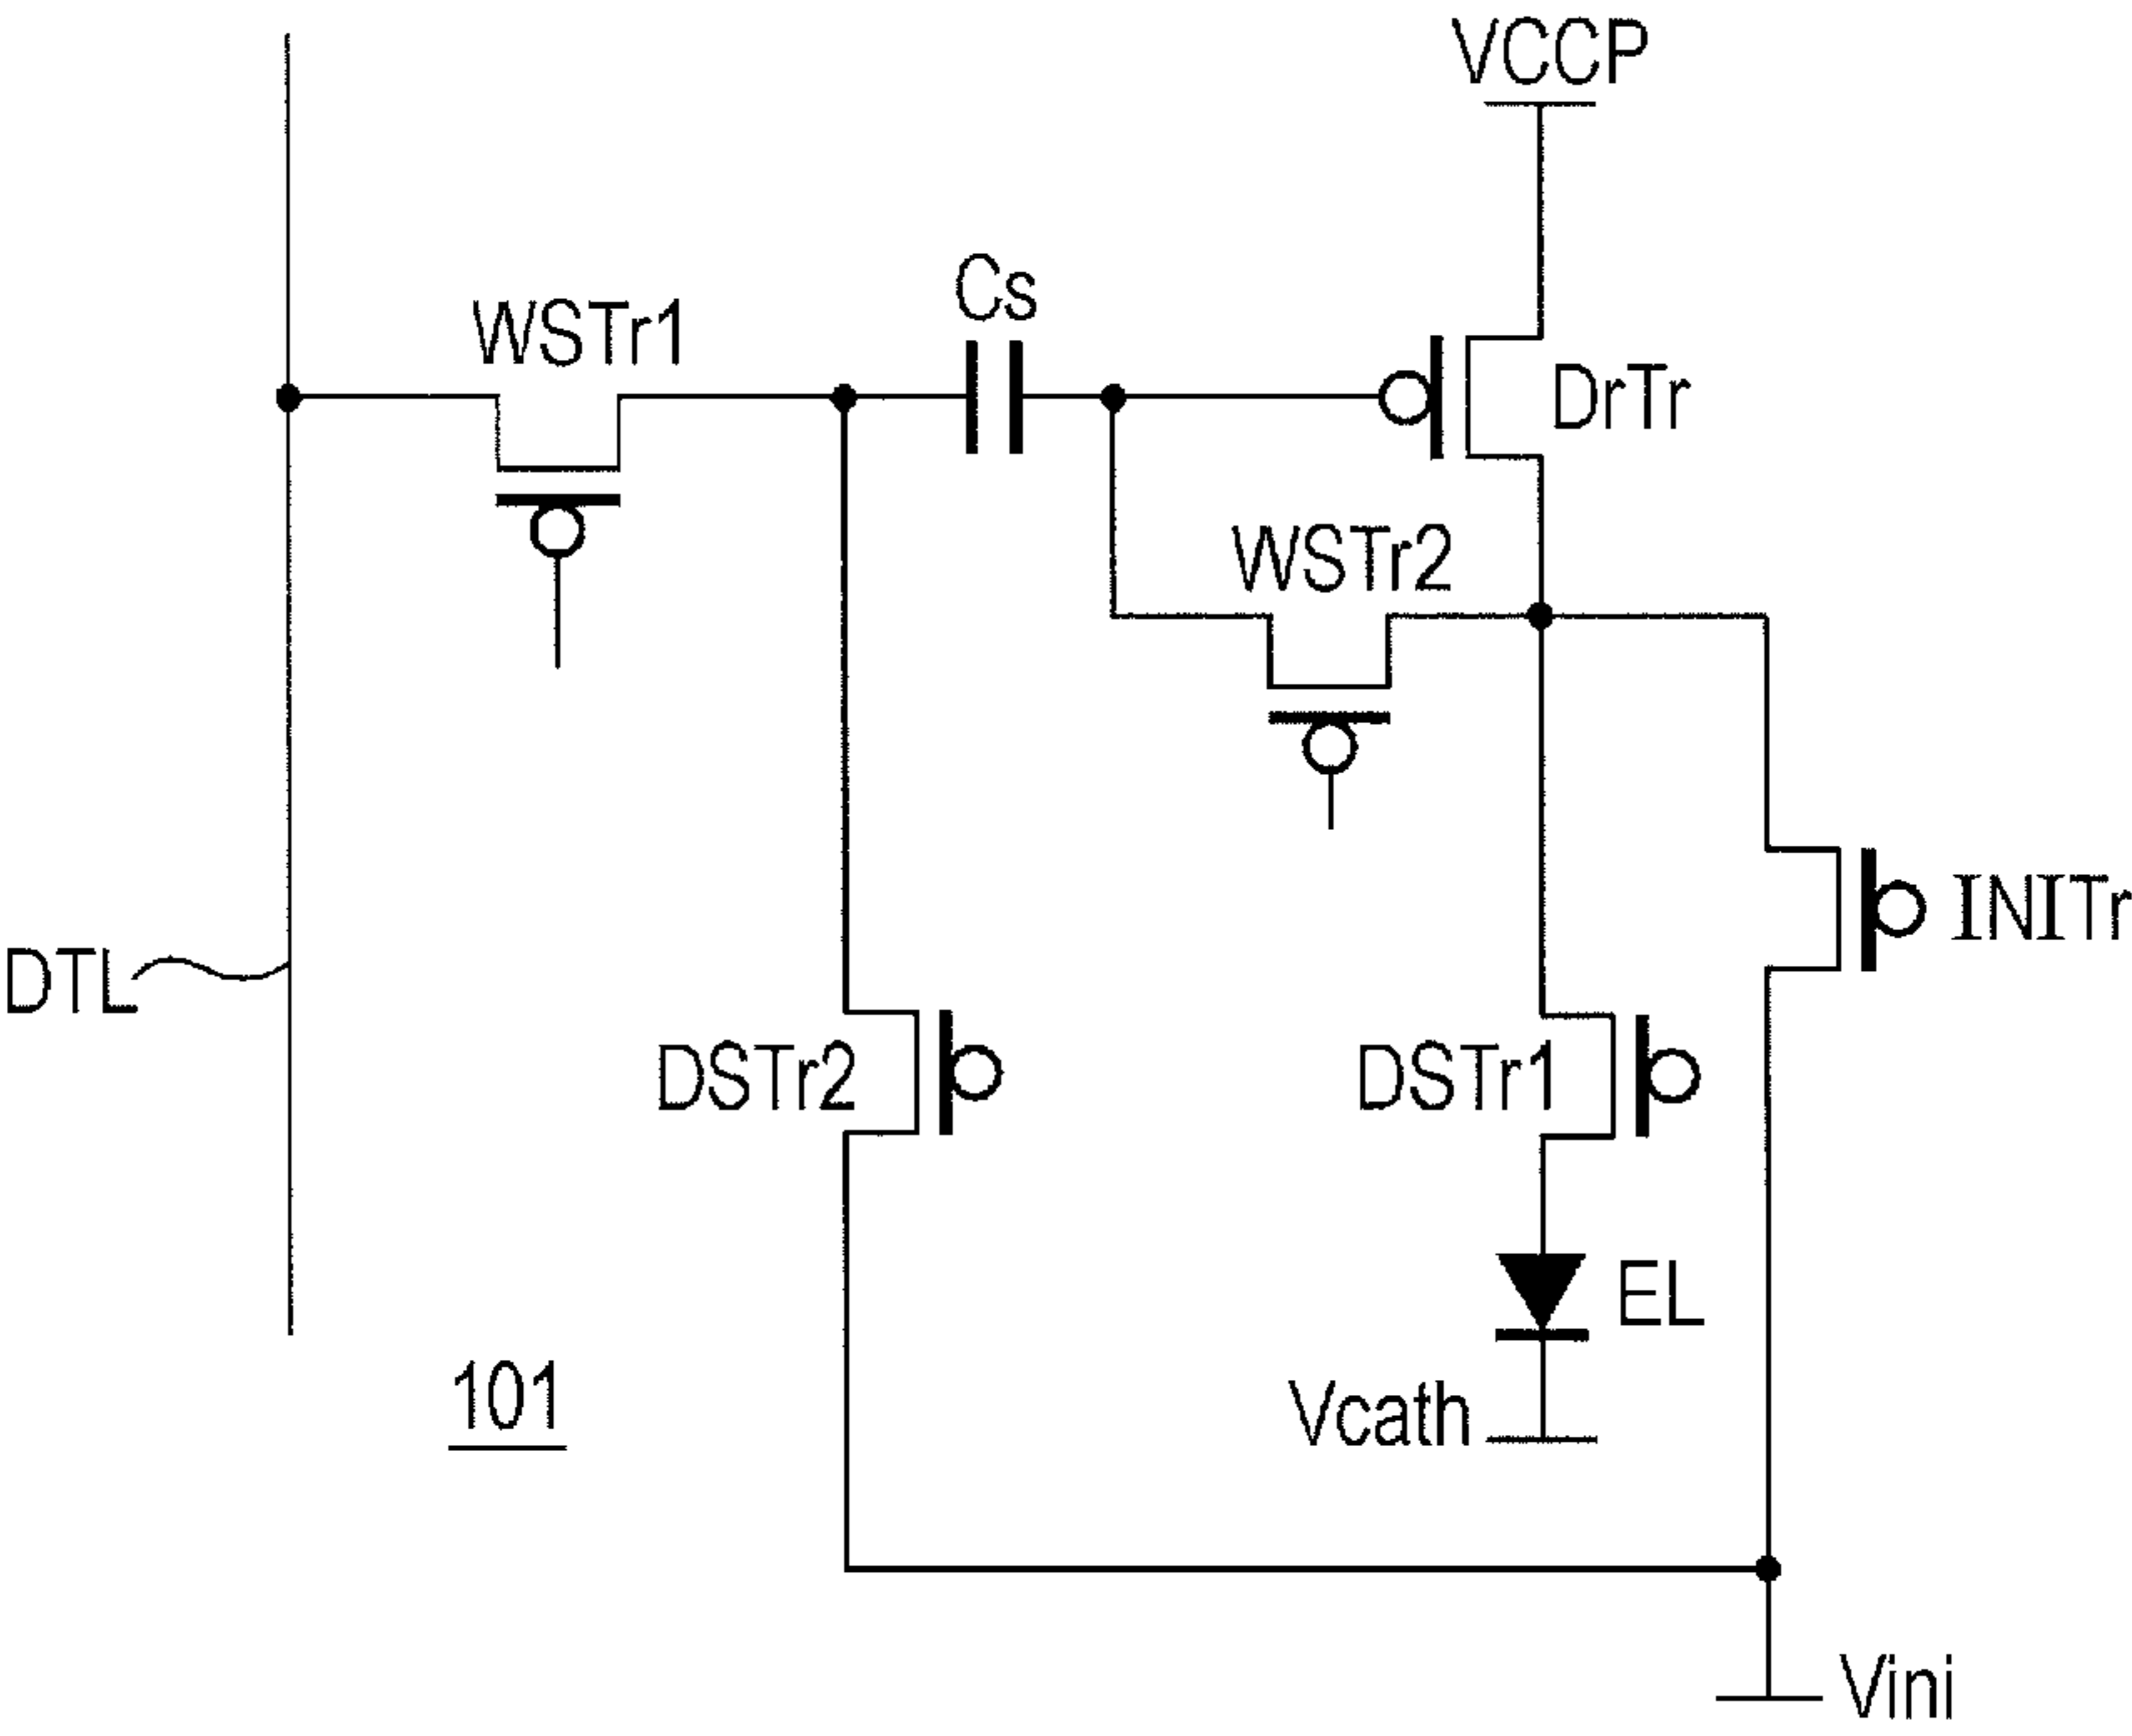 VCCP
Cs
WSTr1
DrTr
WSTr2
INITr
DTL
DSTr2
DSTr1
EL
101
Vcath
Vini